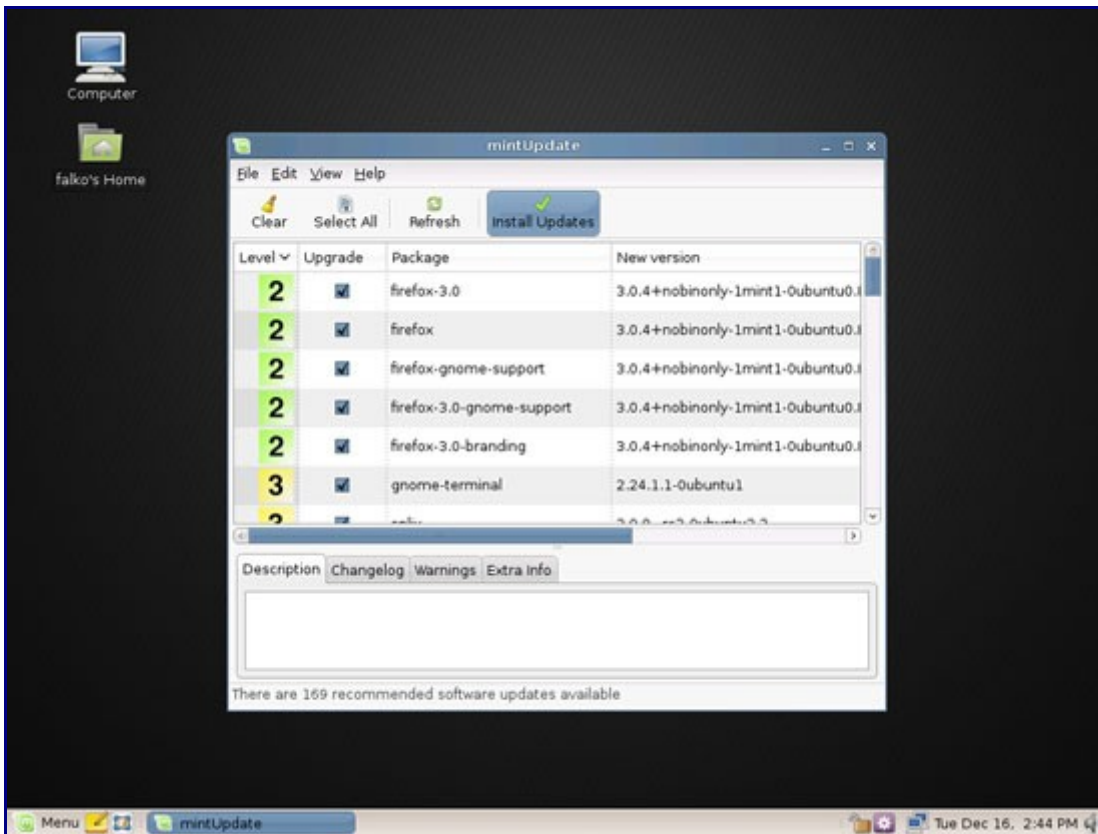 Computer
falko's Home
mintUpdate
File Edit View Help
Clear Select All Refresh Install Updates
Level Upgrade Package New version
2 firefox-3.0 3.0.4+nobinonly-1mint1-0ubuntu0.
2 firefox 3.0.4+nobinonly-1mint1-0ubuntu0.
2 firefox-gnome-support 3.0.4+nobinonly-1mint1-0ubuntu0.
2 firefox-3.0-gnome-support 3.0.4+nobinonly-1mint1-0ubuntu0.
2 firefox-3.0-branding 3.0.4+nobinonly-1mint1-0ubuntu0.
3 gnome-terminal 2.24.1.1-0ubuntu1
Description Changelog Warnings Extra Info
There are 169 recommended software updates available
Menu mintUpdate Tue Dec 16, 2:44 PM